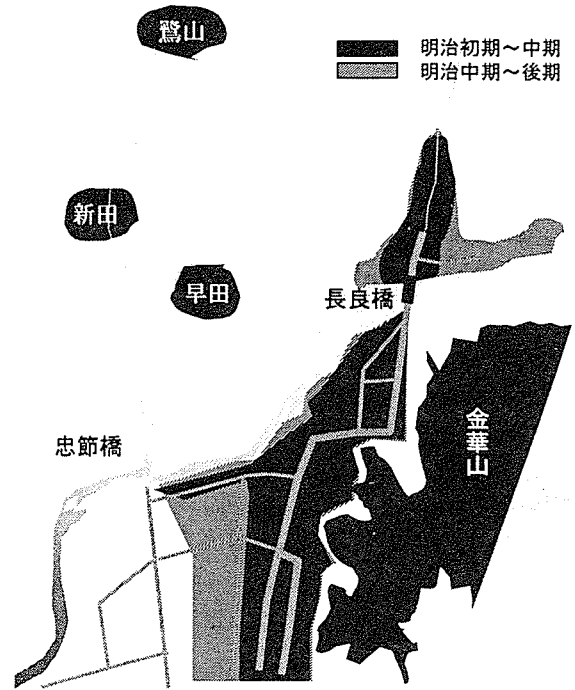 鷺山
明治初期～中期
明治中期～後期
新田
早田
長良橋
金華山
忠節橋